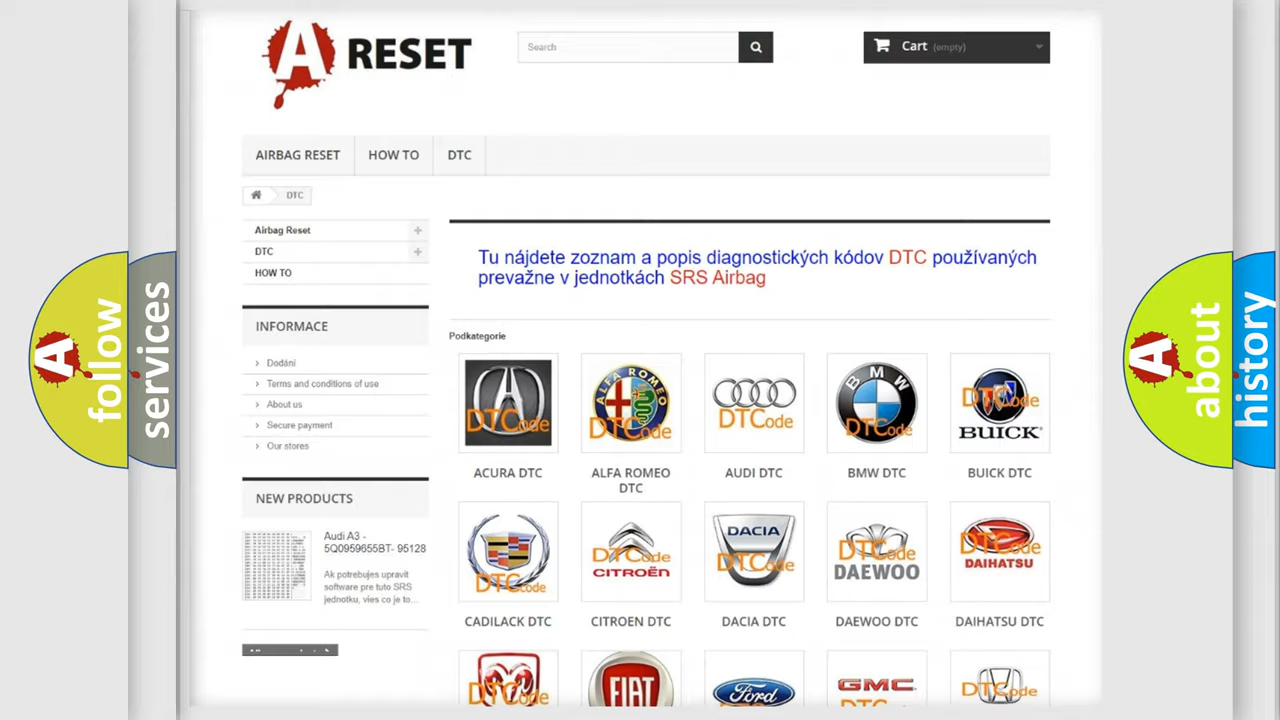 A RESET
Search
Cart (empty)
AIRBAG RESET
HOW TO
DTC
DTC
Airbag Reset
DTC
HOW TO
INFORMACE
Dodání
Terms and conditions of use
About us
Secure payment
Our stores
NEW PRODUCTS
Audi A3 -
5Q0959655BT- 95128
Ak potrebujes upravit
software pre tuto SRS
jednotku, vies co je to...
Tu nájdete zoznam a popis diagnostických kódov DTC používaných
prevažne v jednotkách SRS Airbag
Podkategorie
DTCode
ALFA ROMEO
DTCode
DTCode
BMW
DTCode
DTCode
BUICK
ACURA DTC
ALFA ROMEO
DTC
AUDI DTC
BMW DTC
BUICK DTC
DTCode
DTCode
CITROËN
DACIA
DTCode
DTCode
DAEWOO
DTCode
DAIHATSU
CADILACK DTC
CITROEN DTC
DACIA DTC
DAEWOO DTC
DAIHATSU DTC
DTCode
FIAT
Ford
GMC
DTCode
A follow
services
A about
history